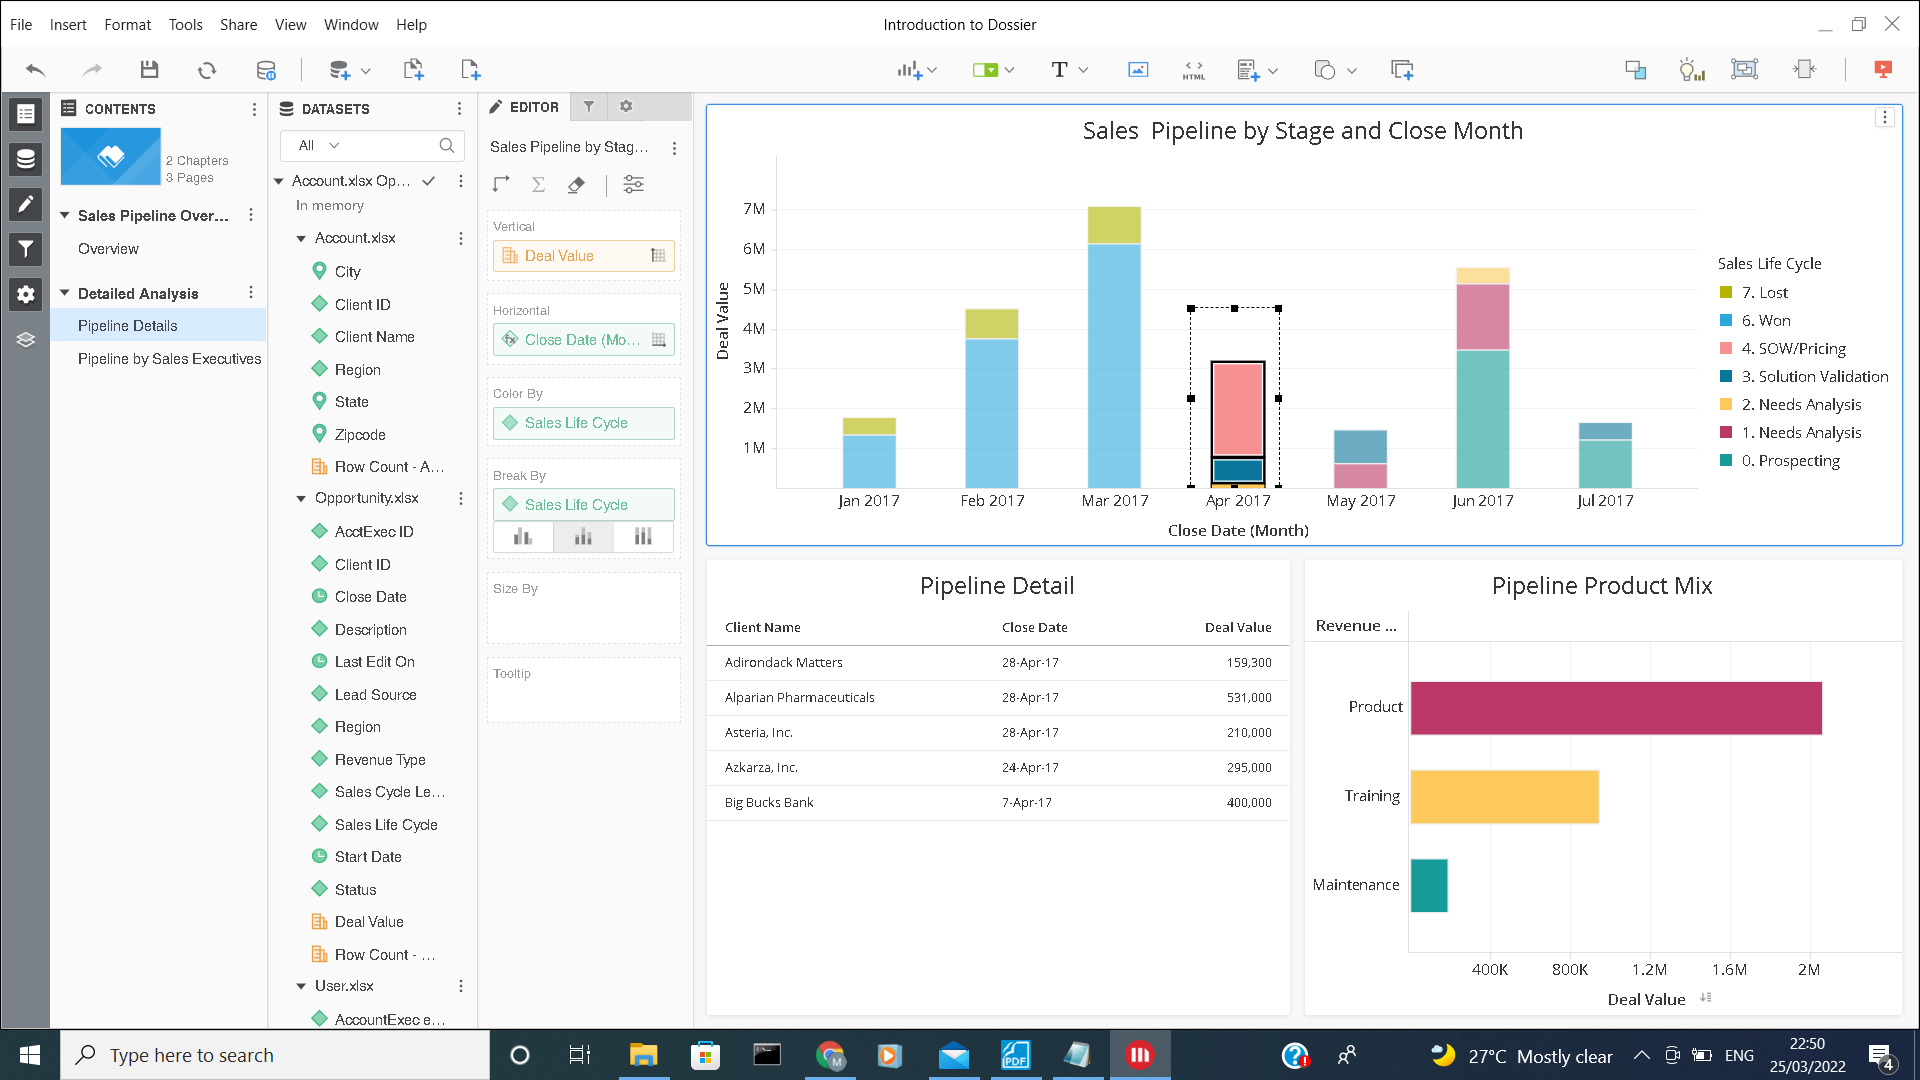 File Insert Format Tools Share View Window Help
Introduction to Dossier
HTML
CONTENTS
2 Chapters
3 Pages
Sales Pipeline Over...
Overview
Detailed Analysis
Pipeline Details
Pipeline by Sales Executives
DATASETS
All
Account.xlsx Op...
In memory
Account.xlsx
City
Client ID
Client Name
Region
State
Zipcode
Row Count - A...
Opportunity.xlsx
AcctExec ID
Client ID
Close Date
Description
Last Edit On
Lead Source
Region
Revenue Type
Sales Cycle Le...
Sales Life Cycle
Start Date
Status
Deal Value
Row Count - ...
User.xlsx
AccountExec e...
EDITOR
Sales Pipeline by Stag...
Vertical
Deal Value
Horizontal
Close Date (Mo...
Color By
Sales Life Cycle
Break By
Sales Life Cycle
Size By
Tooltip
Sales Pipeline by Stage and Close Month
Deal Value
7M
6M
5M
4M
3M
2M
1M
Jan 2017 Feb 2017 Mar 2017 Apr 2017 May 2017 Jun 2017 Jul 2017
Close Date (Month)
Sales Life Cycle
7. Lost
6. Won
4. SOW/Pricing
3. Solution Validation
2. Needs Analysis
1. Needs Analysis
0. Prospecting
Pipeline Detail
Client Name Close Date Deal Value
Adirondack Matters 28-Apr-17 159,300
Alparian Pharmaceuticals 28-Apr-17 531,000
Asteria, Inc. 28-Apr-17 210,000
Azkarza, Inc. 24-Apr-17 295,000
Big Bucks Bank 7-Apr-17 400,000
Pipeline Product Mix
Revenue ...
Product
Training
Maintenance
400K 800K 1.2M 1.6M 2M
Deal Value
Type here to search
M
PDF
27°C Mostly clear
ENG
22:50
25/03/2022
4